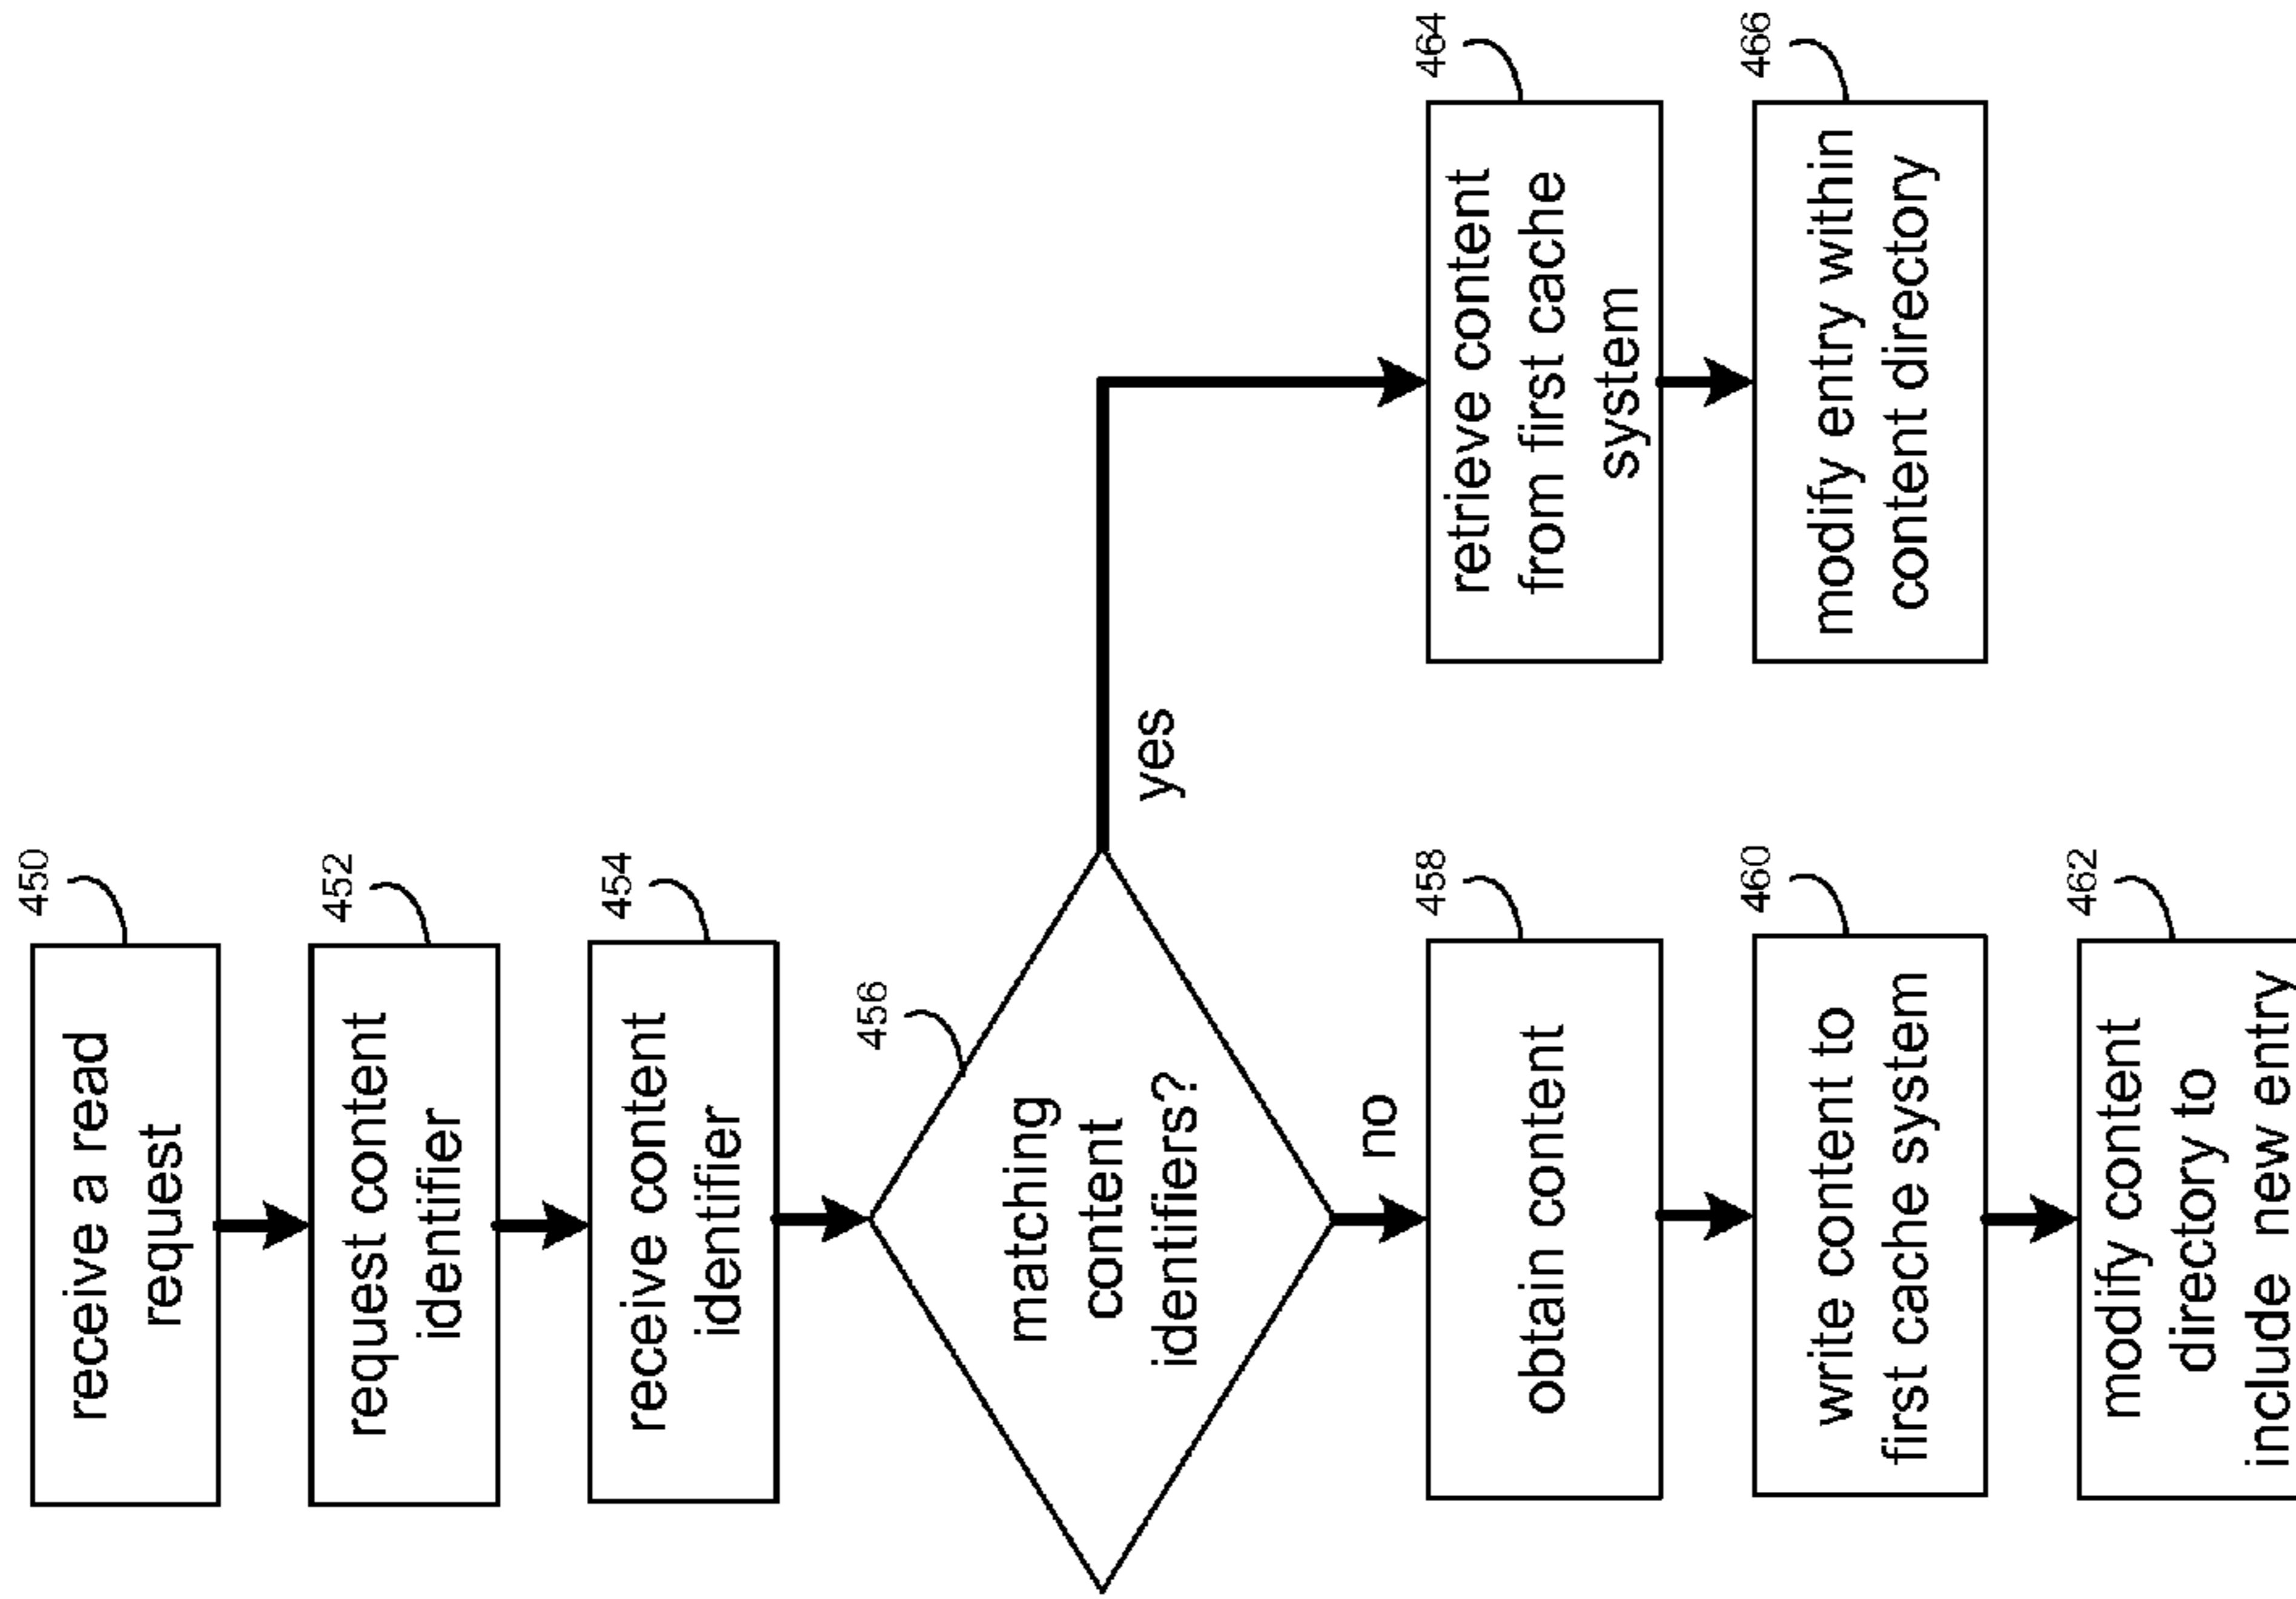 450
receive a read
request
452
request content
identifier
454
receive content
identifier
456
matching
content
identifiers?
yes
no
458
obtain content
460
write content to
first cache system
462
modify content
directory to
include new entry
464
retrieve content
from first cache
system
466
modify entry within
content directory